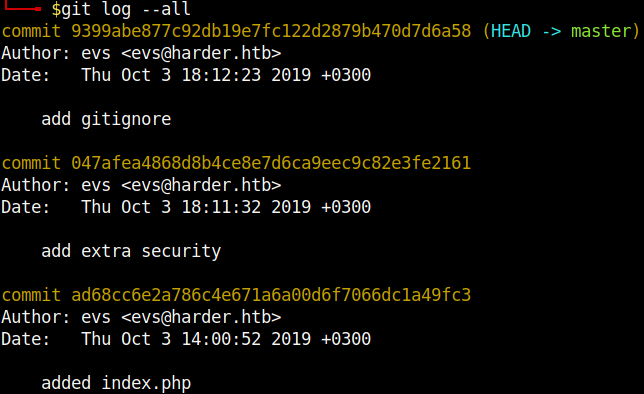 $git log --all
commit 9399abe877c92db19e7fc122d2879b470d7d6a58 (HEAD -> master)
Author: evs <evs@harder.htb>
Date:   Thu Oct 3 18:12:23 2019 +0300
    add gitignore
commit 047afea4868d8b4ce8e7d6ca9eec9c82e3fe2161
Author: evs <evs@harder.htb>
Date:   Thu Oct 3 18:11:32 2019 +0300
    add extra security
commit ad68cc6e2a786c4e671a6a00d6f7066dc1a49fc3
Author: evs <evs@harder.htb>
Date:   Thu Oct 3 14:00:52 2019 +0300
    added index.php